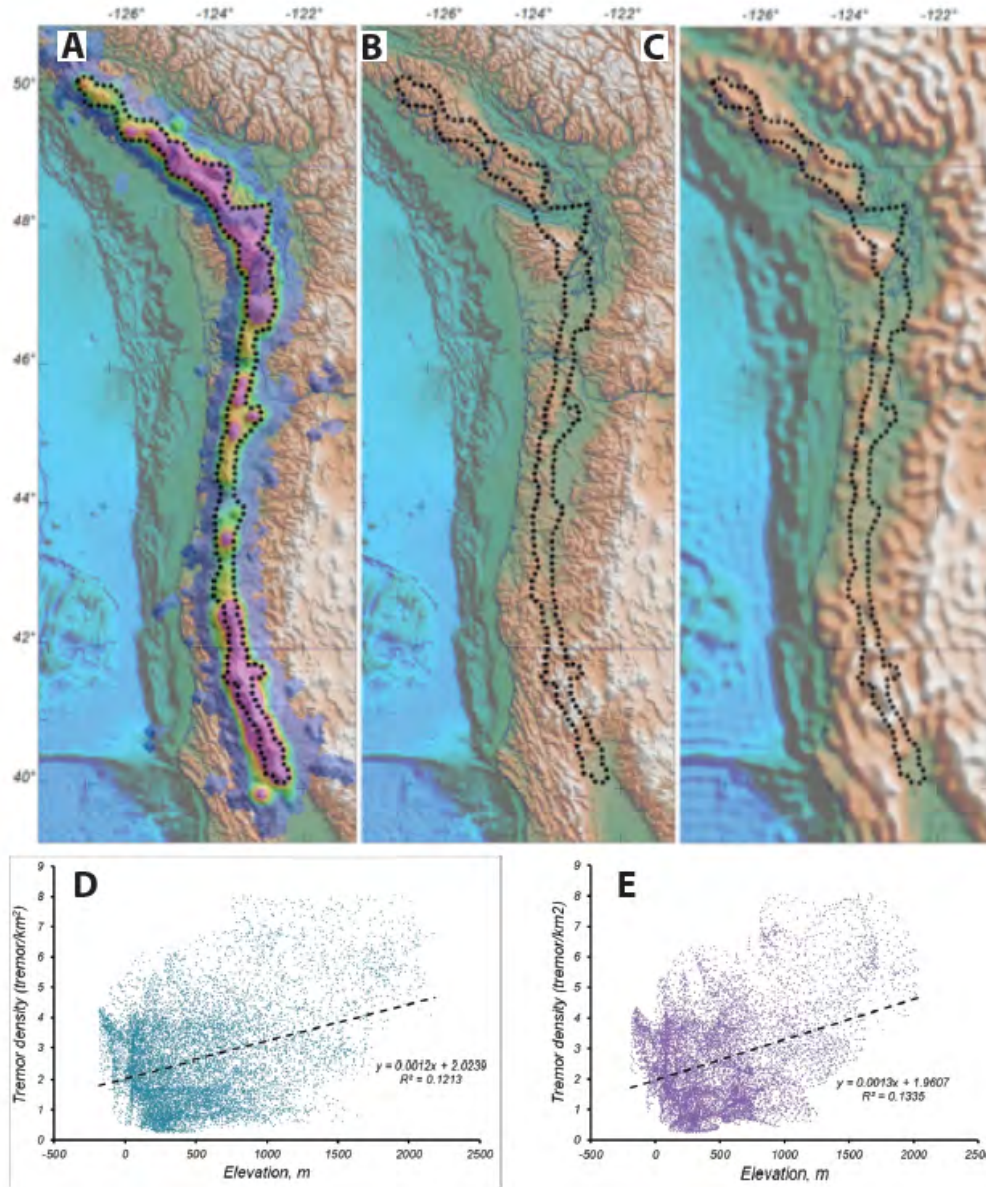 -126° -124° -122° -126° -124° -122° -126° -124° -122°
A B C
50°
48°
46°
44°
42°
40°
D
Tremor density (tremor/km²)
9
8
7
6
5
4
3
2
1
0
y = 0.0012x + 2.0239
R² = 0.1213
-500 0 500 1000 1500 2000 2500
Elevation, m
E
Tremor density (tremor/km2)
9
8
7
6
5
4
3
2
1
0
y = 0.0013x + 1.9607
R² = 0.1335
-500 0 500 1000 1500 2000 2500
Elevation, m